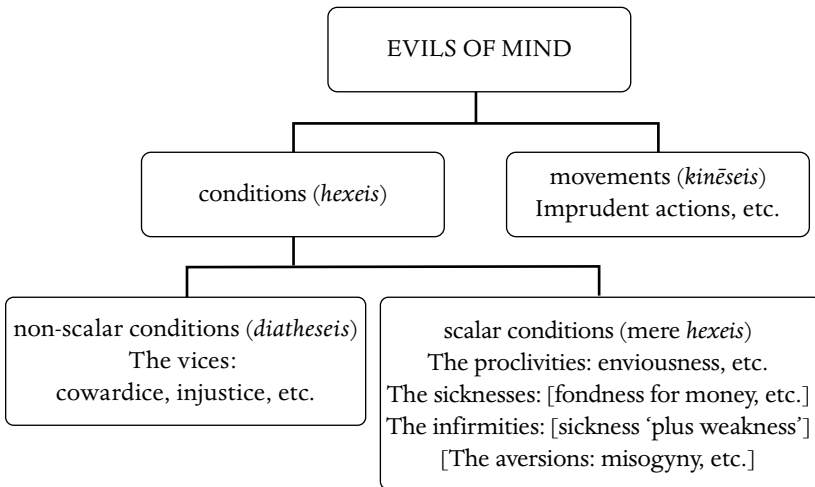 EVILS OF MIND
conditions (hexeis)
movements (kinēseis)
Imprudent actions, etc.
non-scalar conditions (diatheseis)
The vices:
cowardice, injustice, etc.
scalar conditions (mere hexeis)
The proclivities: enviousness, etc.
The sicknesses: [fondness for money, etc.]
The infirmities: [sickness ‘plus weakness’]
[The aversions: misogyny, etc.]